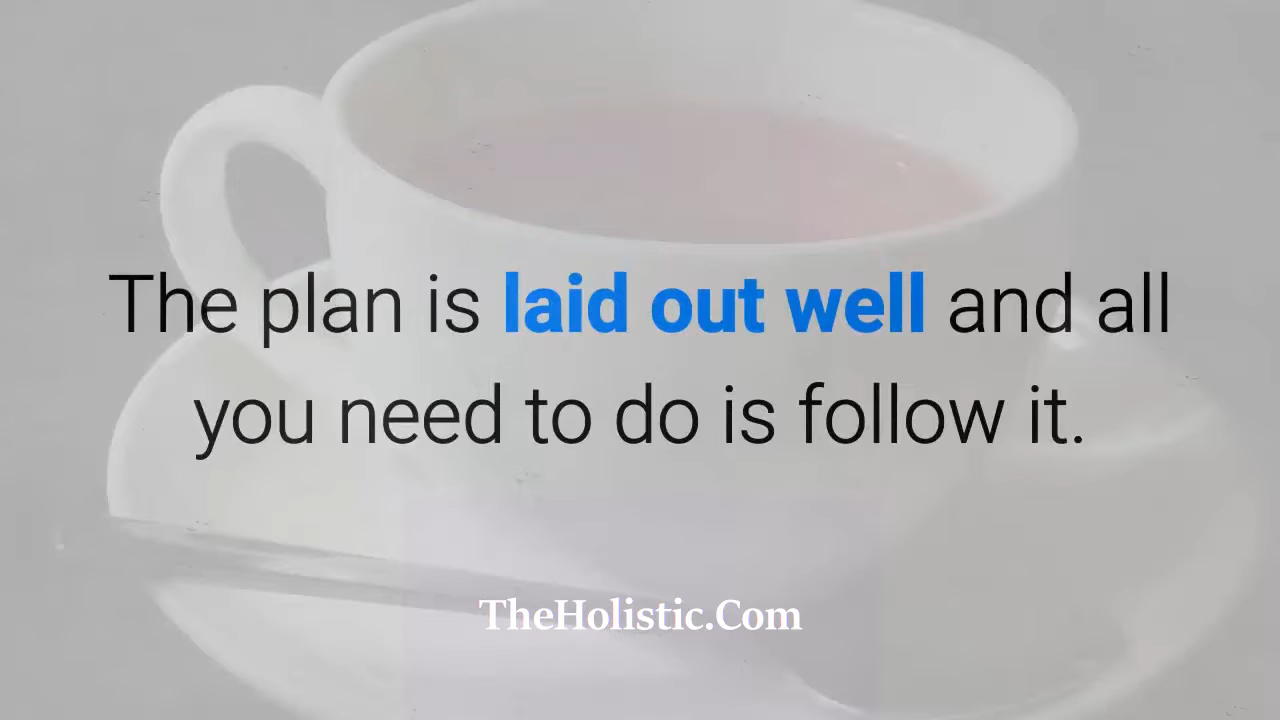 The plan is laid out well and all
you need to do is follow it.
TheHolistic.Com